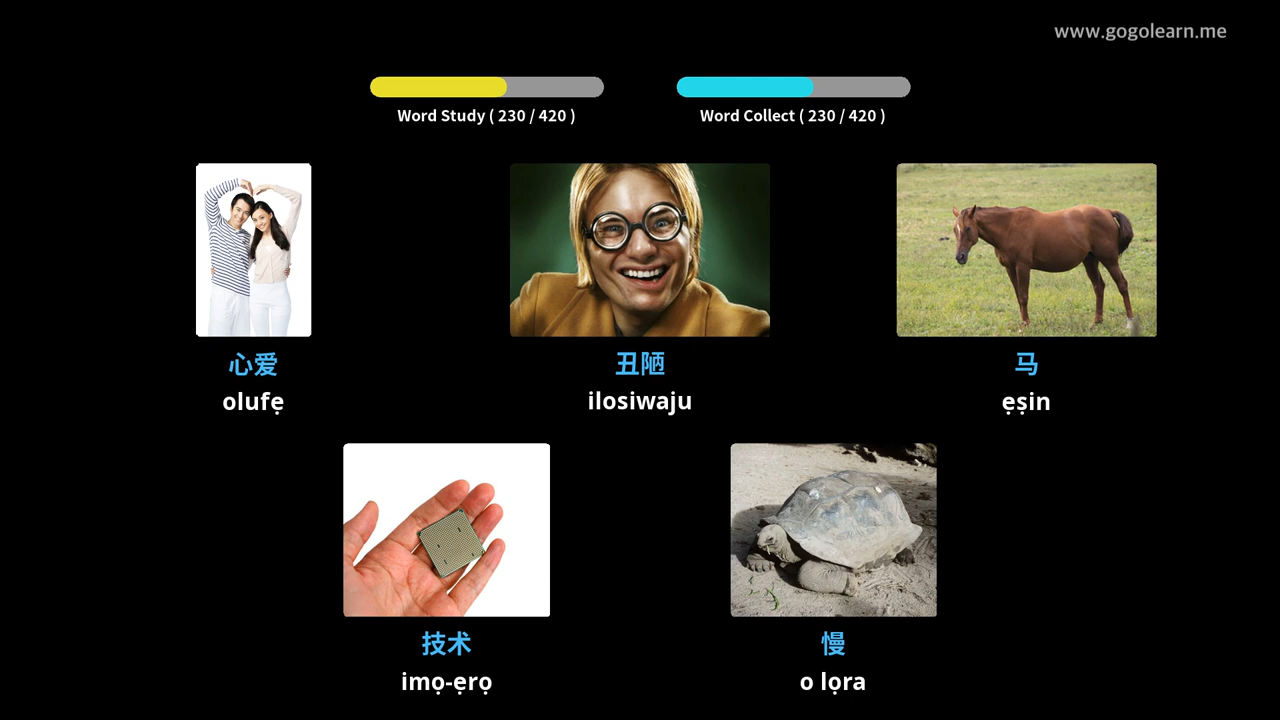 www.gogolearn.me
Word Study ( 230 / 420 )
Word Collect ( 230 / 420 )
心爱
olufẹ
丑陋
ilosiwaju
马
ẹṣin
技术
imọ-ẹrọ
慢
o lọra